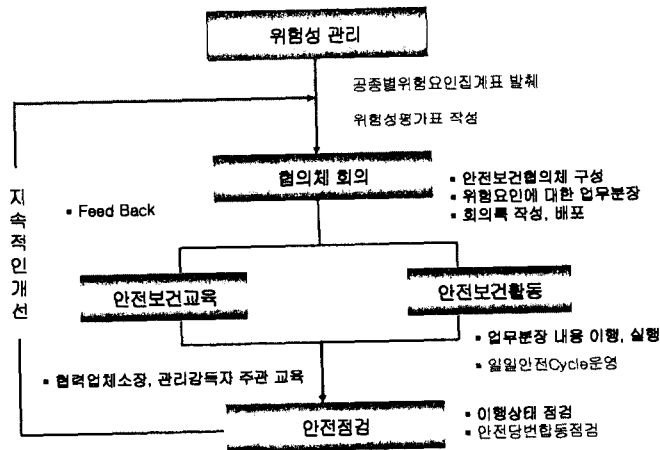 위험성 관리
공종별위험요인집계표 발췌
위험성평가표 작성
협의체 회의
▪ 안전보건협의체 구성
▪ 위험요인에 대한 업무분장
▪ 회의록 작성, 배포
지속적인개선
▪ Feed Back
안전보건교육
안전보건활동
▪ 업무분장 내용 이행, 실행
▪ 일일안전Cycle운영
▪ 협력업체소장, 관리감독자 주관 교육
안전점검
▪ 이행상태 점검
▪ 안전당번합동점검